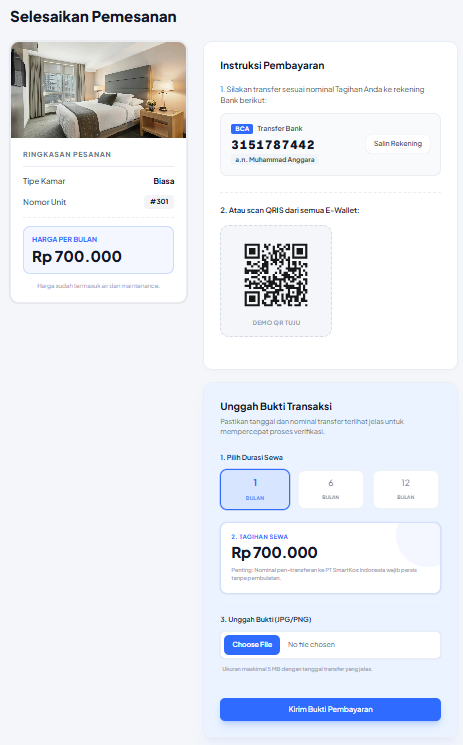 Selesaikan Pemesanan
RINGKASAN PESANAN
Tipe Kamar Biasa
Nomor Unit #301
HARGA PER BULAN
Rp 700.000
Harga sudah termasuk air dan maintenance.
Instruksi Pembayaran
1. Silakan transfer sesuai nominal Tagihan Anda ke rekening
Bank berikut:
BCA Transfer Bank
3151787442
a.n. Muhammad Anggara
Salin Rekening
2. Atau scan QRIS dari semua E-Wallet:
DEMO QR TUJU
Unggah Bukti Transaksi
Pastikan tanggal dan nominal transfer terlihat jelas untuk
mempercepat proses verifikasi.
1. Pilih Durasi Sewa
1
BULAN
6
BULAN
12
BULAN
2. TAGIHAN SEWA
Rp 700.000
Penting: Nominal pen-transferan ke PT SmartKos Indonesia wajib persis
tanpa pembulatan.
3. Unggah Bukti (JPG/PNG)
Choose File No file chosen
Ukuran maksimal 5 MB dengan tanggal transfer yang jelas.
Kirim Bukti Pembayaran